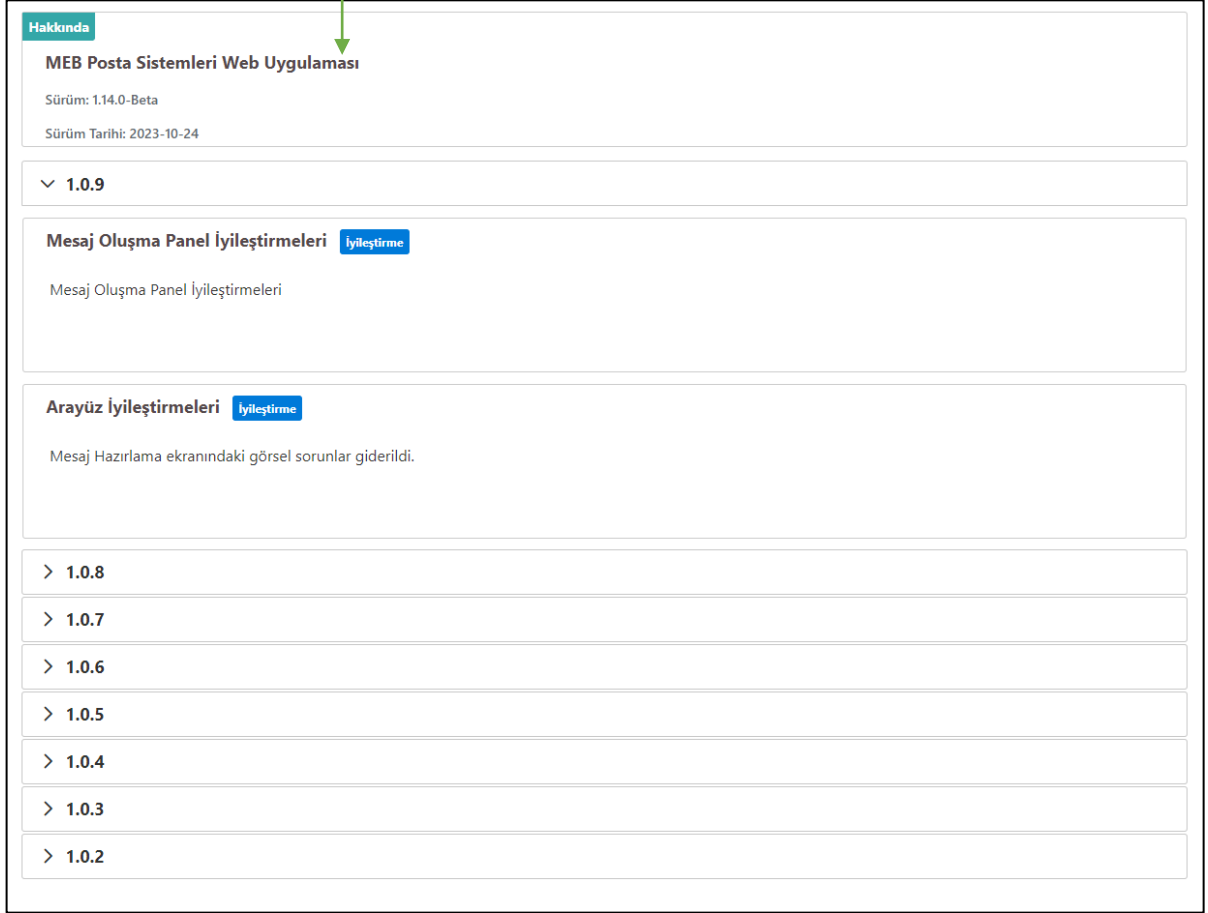 Hakkında
MEB Posta Sistemleri Web Uygulaması
Sürüm: 1.14.0-Beta
Sürüm Tarihi: 2023-10-24
1.0.9
Mesaj Oluşma Panel İyileştirmeleri İyileştirme
Mesaj Oluşma Panel İyileştirmeleri
Arayüz İyileştirmeleri İyileştirme
Mesaj Hazırlama ekranındaki görsel sorunlar giderildi.
1.0.8
1.0.7
1.0.6
1.0.5
1.0.4
1.0.3
1.0.2